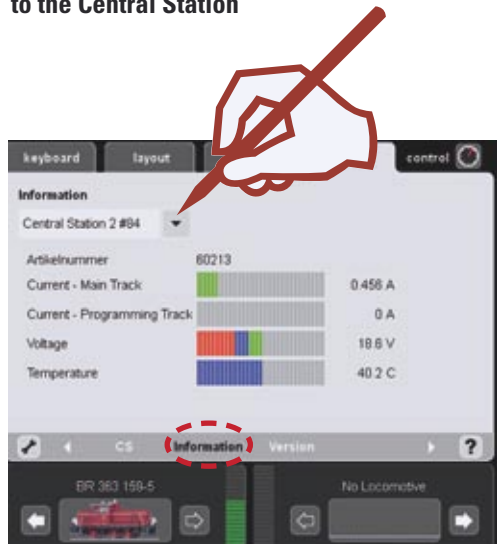 to the Central Station
keyboard layout control
Information
Central Station 2 #84
Artikelnummer 60213
Current - Main Track 0.456 A
Current - Programming Track 0 A
Voltage 18.6 V
Temperature 40.2 C
CS Information Version ?
BR 363 159-5 No Locomotive